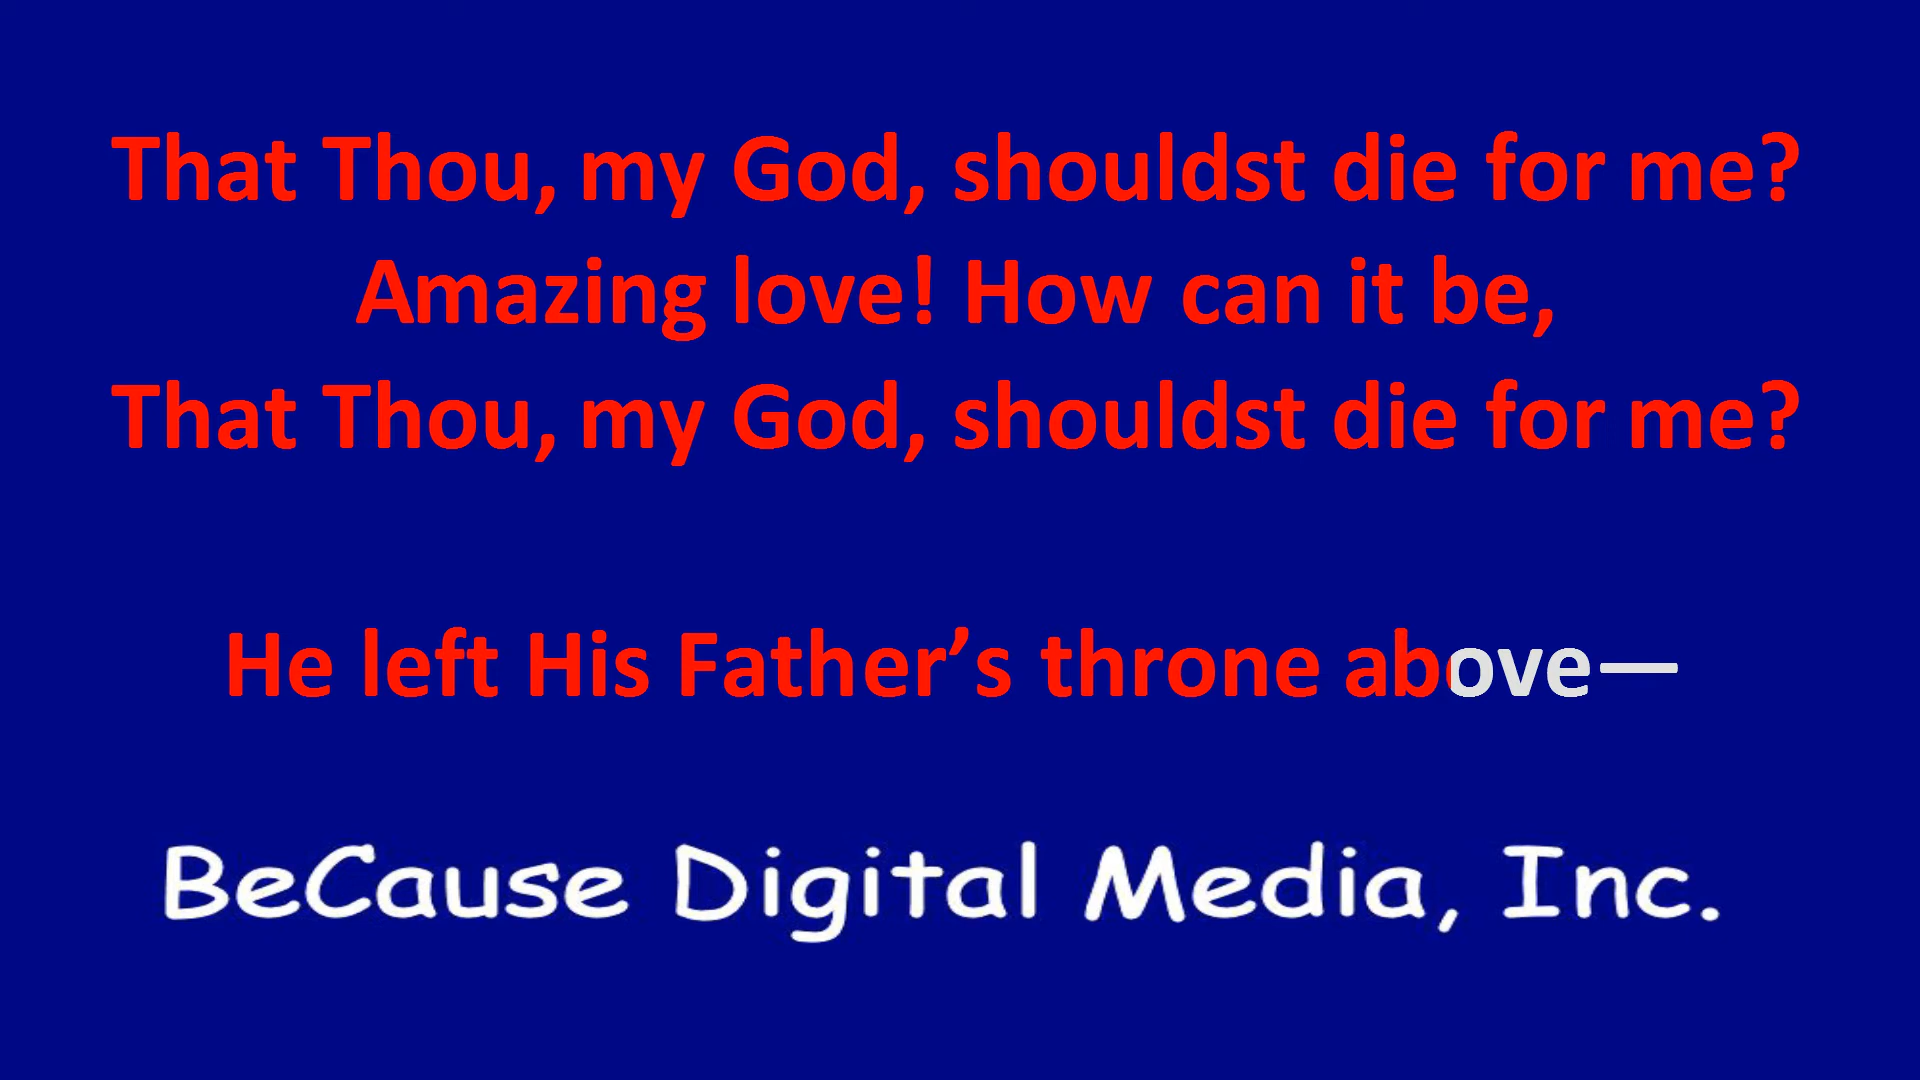 That Thou, my God, shouldst die for me?
Amazing love! How can it be,
That Thou, my God, shouldst die for me?
He left His Father’s throne above—
BeCause Digital Media, Inc.